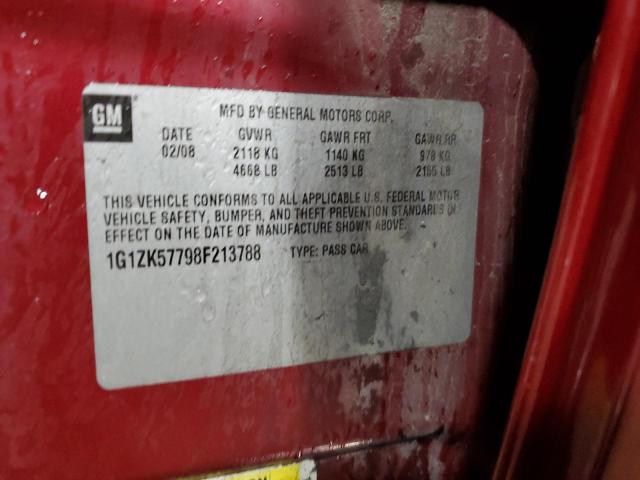 GM
MFD BY GENERAL MOTORS CORP.
DATE GVWR GAWR FRT GAWR RR
02/08 2118 KG 1140 KG 978 KG
4668 LB 2513 LB 2155 LB
THIS VEHICLE CONFORMS TO ALL APPLICABLE U.S. FEDERAL MOTOR
VEHICLE SAFETY, BUMPER, AND THEFT PREVENTION STANDARDS IN
EFFECT ON THE DATE OF MANUFACTURE SHOWN ABOVE.
1G1ZK57798F213788 TYPE: PASS CAR